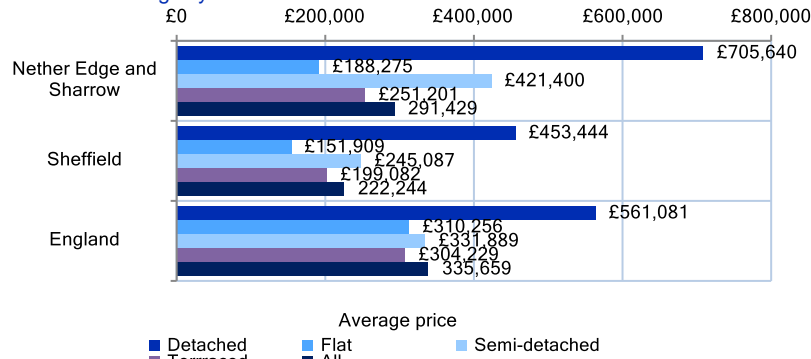 £0 £200,000 £400,000 £600,000 £800,000
£705,640
£188,275
Nether Edge and
Sharrow
£421,400
£251,201
291,429
£453,444
£151,909
Sheffield
£245,087
£199,082
222,244
£561,081
£310,256
England
£331,889
£304,229
335,659
Average price
Detached Flat Semi-detached